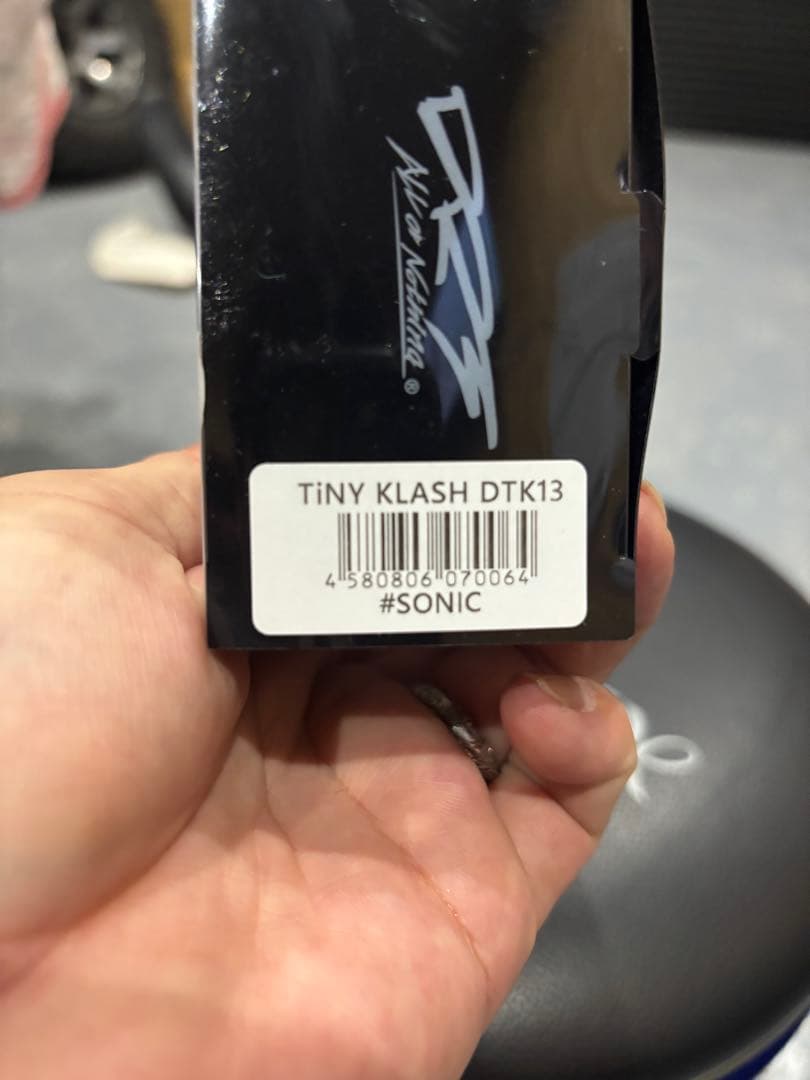 DRT
ALL OR NOTHING®
TiNY KLASH DTK13
4 580806 070064
#SONIC